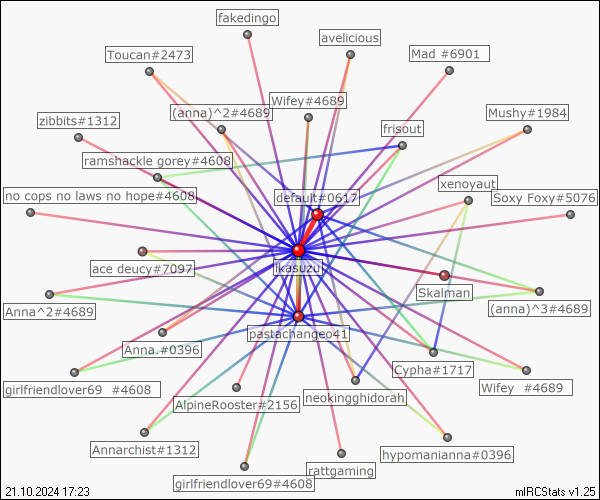 fakedingo
avelicious
Toucan#2473
Mad #6901
Wifey#4689
(anna)^2#4689
Mushy#1984
zibbits#1312
frisout
ramshackle gorey#4608
xenoyaut
no cops no laws no hope#4608
default#0617
Soxy Foxy#5076
ikasuzu
ace deucy#7097
Skalman
Anna^2#4689
(anna)^3#4689
pastachangeo41
Anna.#0396
Cypha#1717
girlfriendlover69 #4608
Wifey #4689
AlpineRooster#2156
neokingghidorah
Annarchist#1312
hypomanianna#0396
rattgaming
girlfriendlover69#4608
21.10.2024 17:23
mIRCStats v1.25